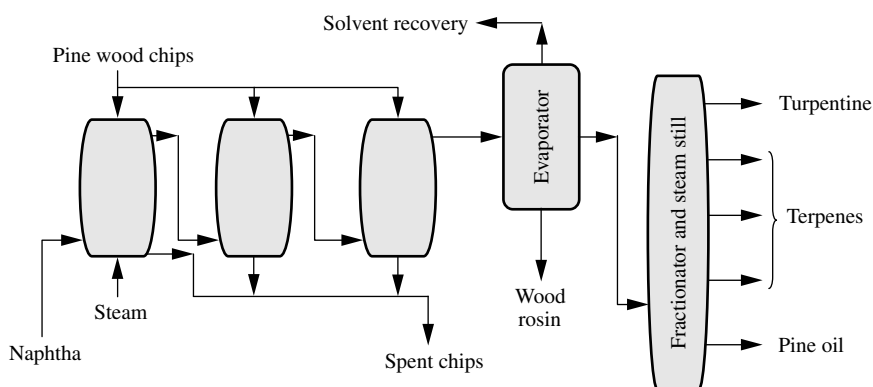 Solvent recovery
Pine wood chips
Evaporator
Fractionator and steam still
Turpentine
Terpenes
Steam
Wood
rosin
Naphtha
Spent chips
Pine oil